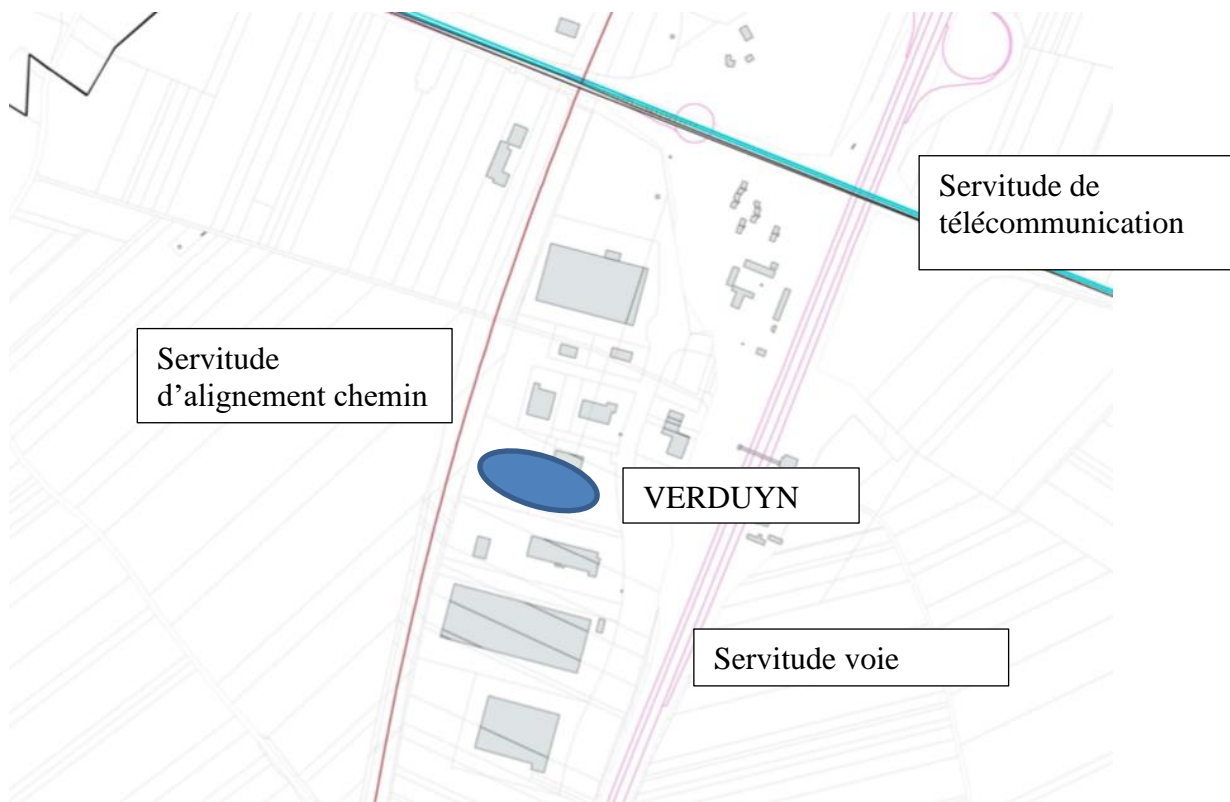 Servitude de
télécommunication
Servitude
d’alignement chemin
VERDUYN
Servitude voie